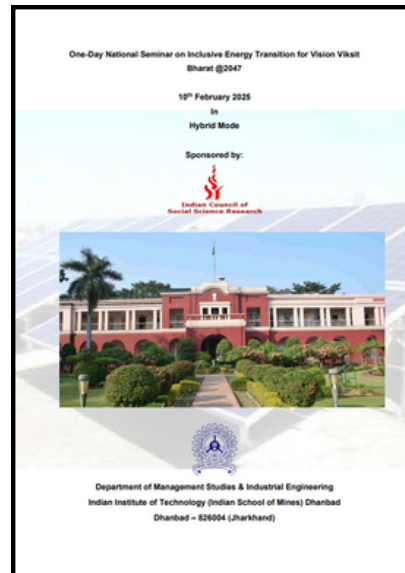 One-Day National Seminar on Inclusive Energy Transition for Vision Viksit
Bharat @2047
10th February 2025
In
Hybrid Mode
Sponsored by:
Indian Council of
Social Science Research
Department of Management Studies & Industrial Engineering
Indian Institute of Technology (Indian School of Mines) Dhanbad
Dhanbad – 826004 (Jharkhand)